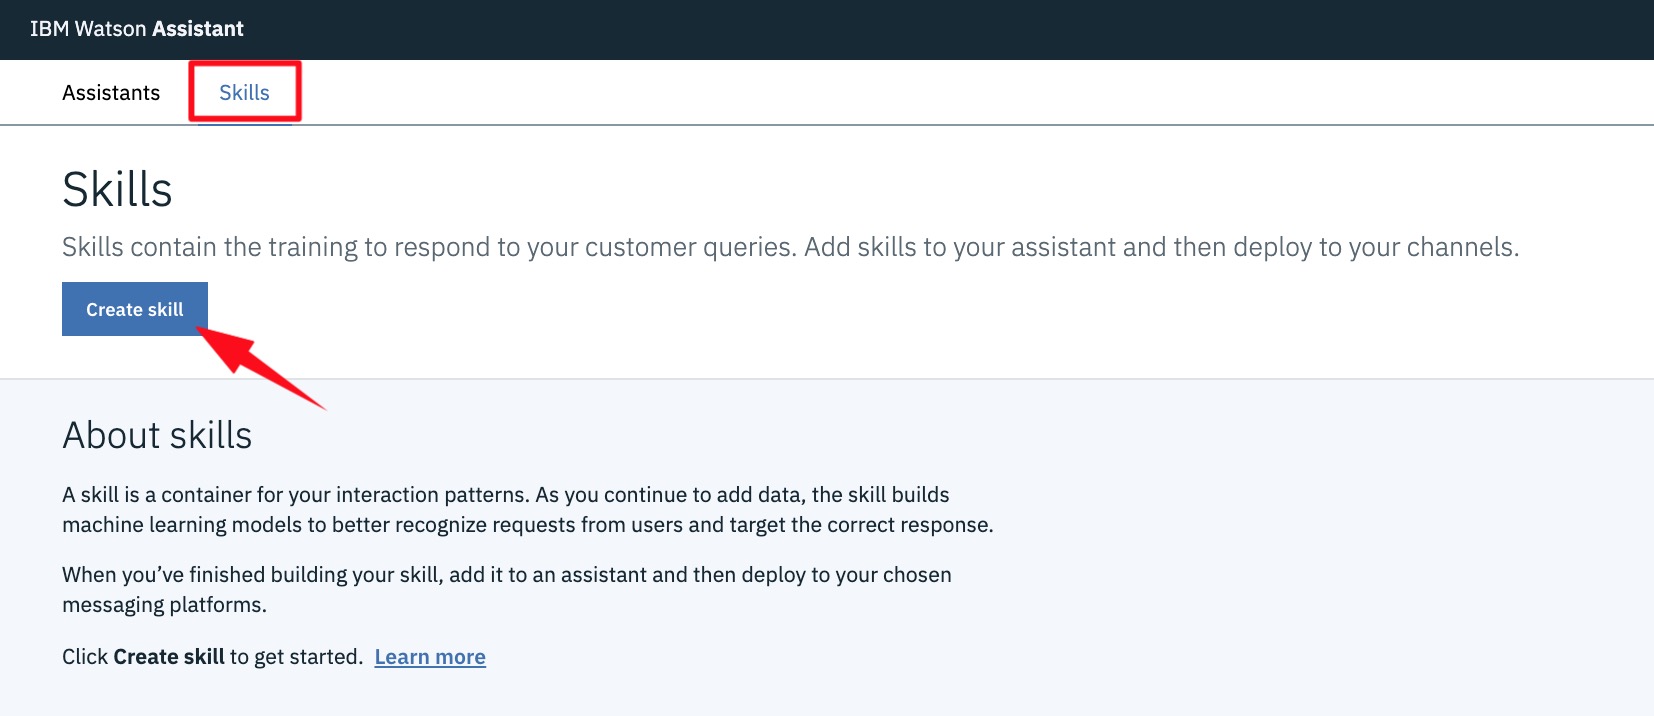 IBM Watson Assistant
Assistants Skills
Skills
Skills contain the training to respond to your customer queries. Add skills to your assistant and then deploy to your channels.
Create skill
About skills
A skill is a container for your interaction patterns. As you continue to add data, the skill builds
machine learning models to better recognize requests from users and target the correct response.
When you’ve finished building your skill, add it to an assistant and then deploy to your chosen
messaging platforms.
Click Create skill to get started. Learn more